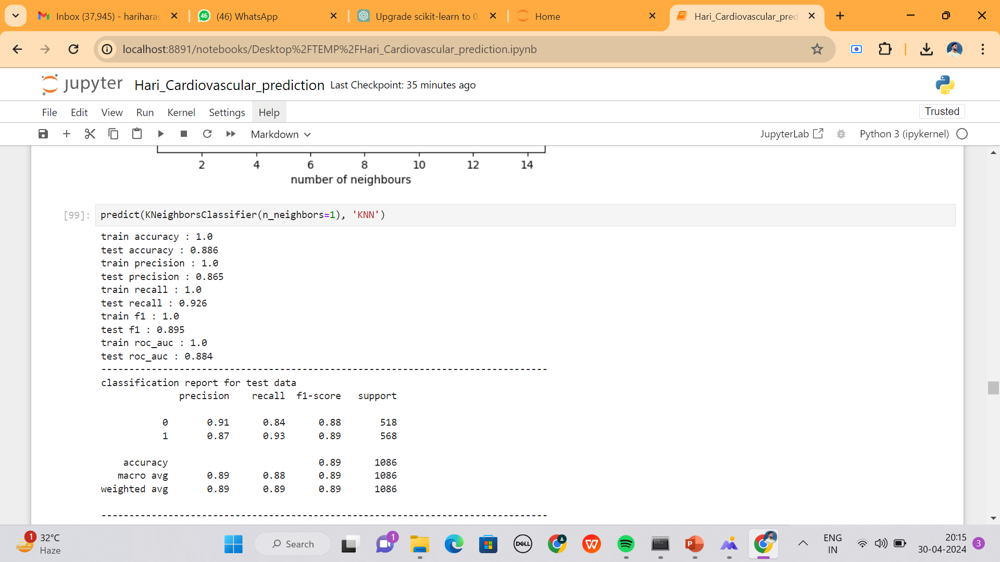 Inbox (37,945) - hariharas
46
(46) WhatsApp
Upgrade scikit-learn to 0.
Home
Hari_Cardiovascular_pred
localhost:8891/notebooks/Desktop%2FTEMP%2FHari_Cardiovascular_prediction.ipynb
jupyter
Hari_Cardiovascular_prediction
Last Checkpoint: 35 minutes ago
File Edit View Run Kernel Settings Help
Trusted
Markdown
JupyterLab
Python 3 (ipykernel)
2 4 6 8 10 12 14
number of neighbours
[99]: predict(KNeighborsClassifier(n_neighbors=1), 'KNN')
train accuracy : 1.0
test accuracy : 0.886
train precision : 1.0
test precision : 0.865
train recall : 1.0
test recall : 0.926
train f1 : 1.0
test f1 : 0.895
train roc_auc : 1.0
test roc_auc : 0.884
--------------------------------------------------------------------------------
classification report for test data
precision recall f1-score support
0 0.91 0.84 0.88 518
1 0.87 0.93 0.89 568
accuracy 0.89 1086
macro avg 0.89 0.88 0.89 1086
weighted avg 0.89 0.89 0.89 1086
--------------------------------------------------------------------------------
1
32°C
Haze
Search
1
DELL
W
C:\
P
ENG
IN
20:15
30-04-2024
3